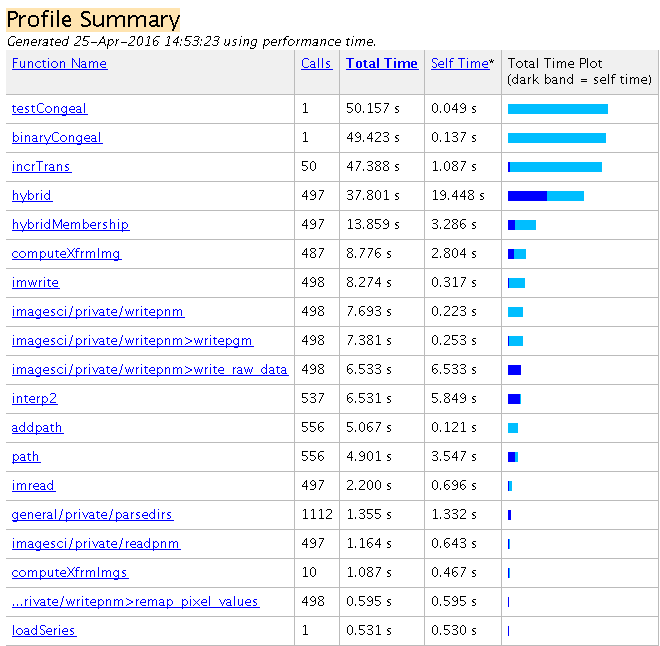 Profile Summary
Generated 25-Apr-2016 14:53:23 using performance time.
Function Name Calls Total Time Self Time* Total Time Plot
(dark band = self time)
testCongeal 1 50.157 s 0.049 s
binaryCongeal 1 49.423 s 0.137 s
incrTrans 50 47.388 s 1.087 s
hybrid 497 37.801 s 19.448 s
hybridMembership 497 13.859 s 3.286 s
computeXfrmImg 487 8.776 s 2.804 s
imwrite 498 8.274 s 0.317 s
imagesci/private/writepnm 498 7.693 s 0.223 s
imagesci/private/writepnm>writepgm 498 7.381 s 0.253 s
imagesci/private/writepnm>write_raw_data 498 6.533 s 6.533 s
interp2 537 6.531 s 5.849 s
addpath 556 5.067 s 0.121 s
path 556 4.901 s 3.547 s
imread 497 2.200 s 0.696 s
general/private/parsedirs 1112 1.355 s 1.332 s
imagesci/private/readpnm 497 1.164 s 0.643 s
computeXfrmImgs 10 1.087 s 0.467 s
...rivate/writepnm>remap_pixel_values 498 0.595 s 0.595 s
loadSeries 1 0.531 s 0.530 s